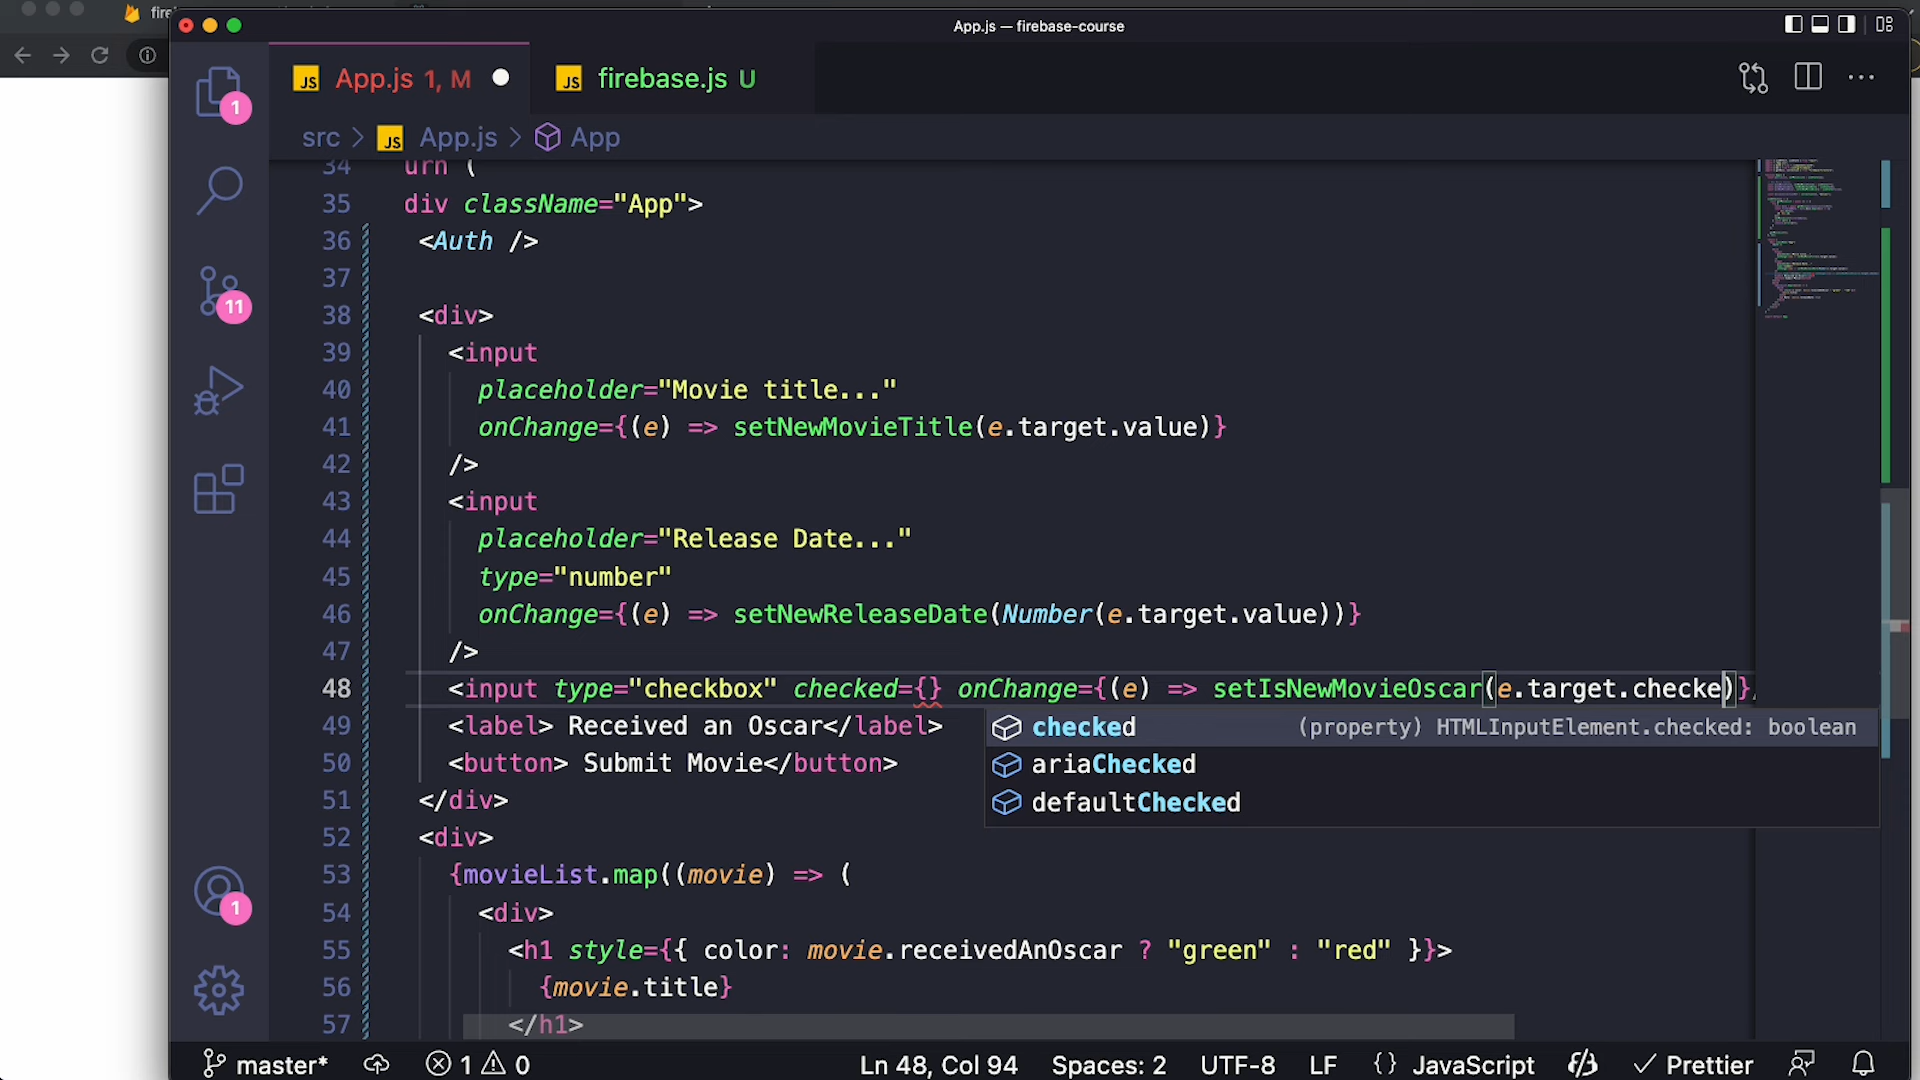 fire
App.js — firebase-course
JS App.js 1, M
JS firebase.js U
src > JS App.js > App
34 urn (
35 div className="App">
36 <Auth />
37
38 <div>
39 <input
40 placeholder="Movie title..."
41 onChange={(e) => setNewMovieTitle(e.target.value)}
42 />
43 <input
44 placeholder="Release Date..."
45 type="number"
46 onChange={(e) => setNewReleaseDate(Number(e.target.value))}
47 />
48 <input type="checkbox" checked={} onChange={(e) => setIsNewMovieOscar(e.target.checke)}
49 <label> Received an Oscar</label>
50 <button> Submit Movie</button>
51 </div>
52 <div>
53 {movieList.map((movie) => (
54 <div>
55 <h1 style={{ color: movie.receivedAnOscar ? "green" : "red" }}>
56 {movie.title}
57 </h1>
checked (property) HTMLInputElement.checked: boolean
ariaChecked
defaultChecked
1
11
1
master* 1 0 Ln 48, Col 94 Spaces: 2 UTF-8 LF {} JavaScript Prettier